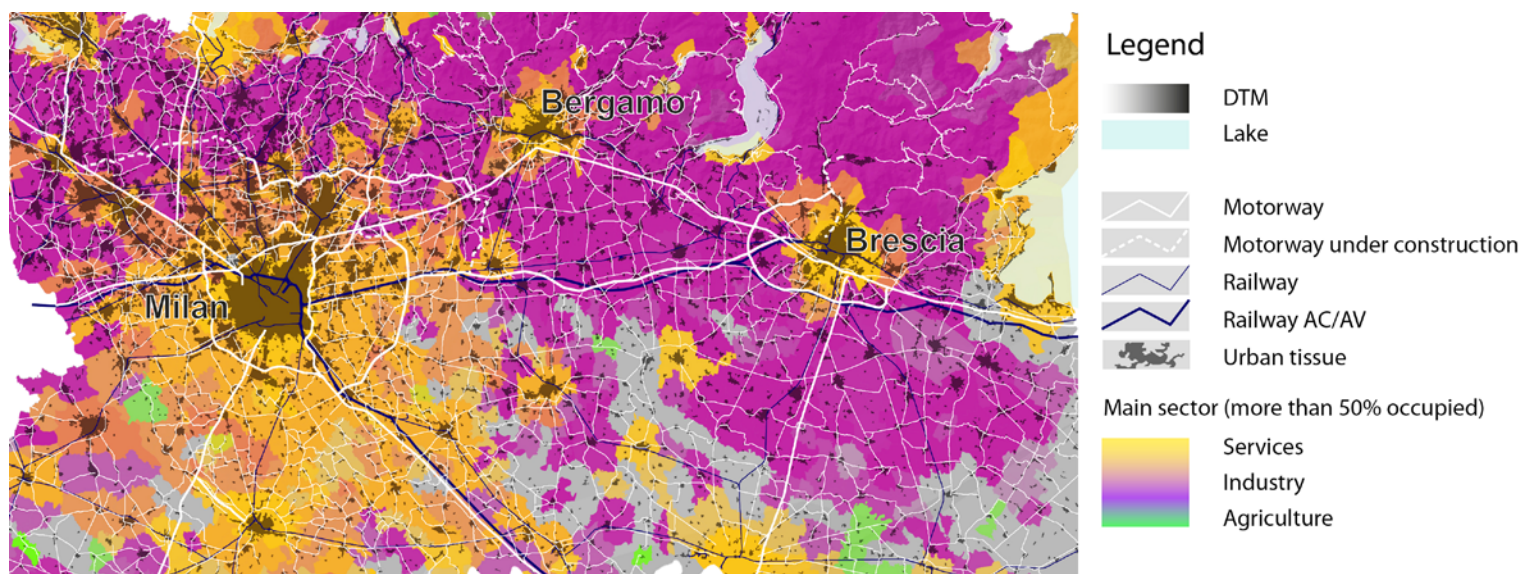 Bergamo
Brescia
Milan
Legend
DTM
Lake
Motorway
Motorway under construction
Railway
Railway AC/AV
Urban tissue
Main sector (more than 50% occupied)
Services
Industry
Agriculture